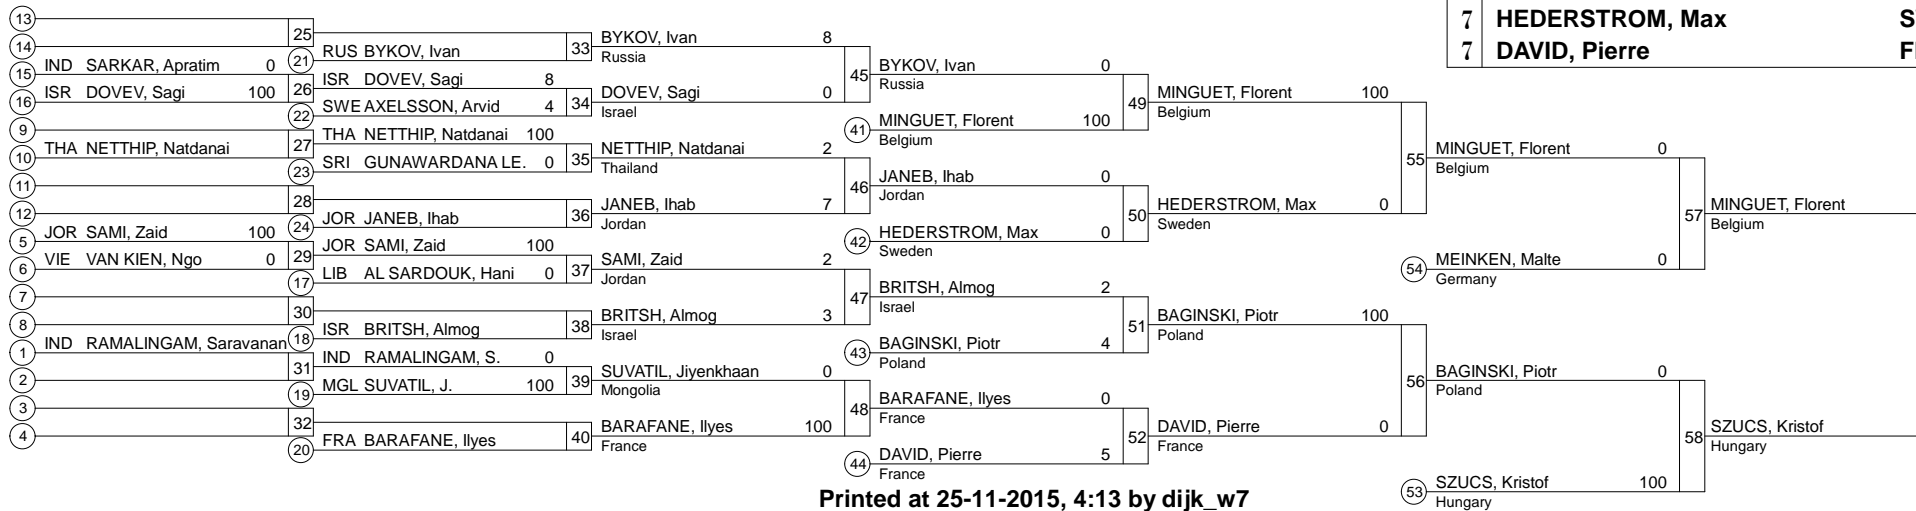 7 HEDERSTROM, Max S
7 DAVID, Pierre F
13
25 BYKOV, Ivan 8
14
RUS BYKOV, Ivan 33 Russia
21
IND SARKAR, Apratim 0 45 BYKOV, Ivan 0
15
ISR DOVEV, Sagi 8 Russia
ISR DOVEV, Sagi 100 26 DOVEV, Sagi 0 MINGUET, Florent 100
16
SWE AXELSSON, Arvid 4 34 Israel 49 Belgium
22
9 MINGUET, Florent 100
THA NETTHIP, Natdanai 100 41 Belgium
THA NETTHIP, Natdanai 27 NETTHIP, Natdanai 2 MINGUET, Florent 0
10
SRI GUNAWARDANA LE. 0 35 Thailand 55 Belgium
23
11 46 JANEB, Ihab 0
28 Jordan
12 JANEB, Ihab 7 HEDERSTROM, Max 0 MINGUET, Florent
JOR JANEB, Ihab 36 Jordan 50 Sweden 57 Belgium
24
JOR SAMI, Zaid 100 HEDERSTROM, Max 0
5 42 Sweden
JOR SAMI, Zaid 100
VIE VAN KIEN, Ngo 0 29 SAMI, Zaid 2 MEINKEN, Malte 0
6 LIB AL SARDOUK, Hani 0 37 Jordan 54 Germany
17
7 47 BRITSH, Almog 2
30 Israel
8 BRITSH, Almog 3 BAGINSKI, Piotr 100
ISR BRITSH, Almog 38 Israel 51 Poland
18
IND RAMALINGAM, Saravanan BAGINSKI, Piotr 4
1 43 Poland
IND RAMALINGAM, S. 0
31 SUVATIL, Jiyenkhaan 0 BAGINSKI, Piotr 0
2 MGL SUVATIL, J. 100 39 Mongolia 56 Poland
19
3 48 BARAFANE, Ilyes 0
32 France
4 BARAFANE, Ilyes 100 DAVID, Pierre 0 SZUCS, Kristof
FRA BARAFANE, Ilyes 40 France 52 France 58 Hungary
20
DAVID, Pierre 5
44 France
SZUCS, Kristof 100
53 Hungary
Printed at 25-11-2015, 4:13 by dijk_w7